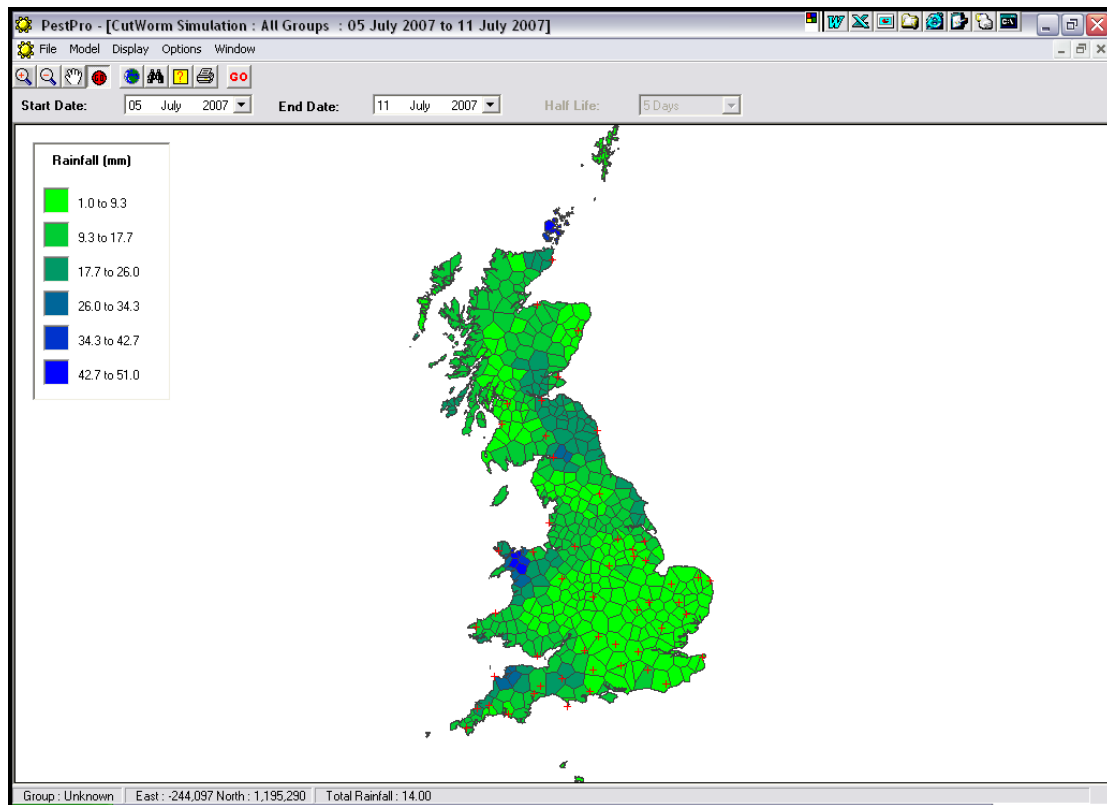 PestPro - [CutWorm Simulation : All Groups : 05 July 2007 to 11 July 2007]
File Model Display Options Window
GO
Start Date: 05 July 2007 End Date: 11 July 2007 Half Life: 5 Days
Rainfall (mm)
1.0 to 9.3
9.3 to 17.7
17.7 to 26.0
26.0 to 34.3
34.3 to 42.7
42.7 to 51.0
Group : Unknown East : -244,097 North : 1,195,290 Total Rainfall : 14.00